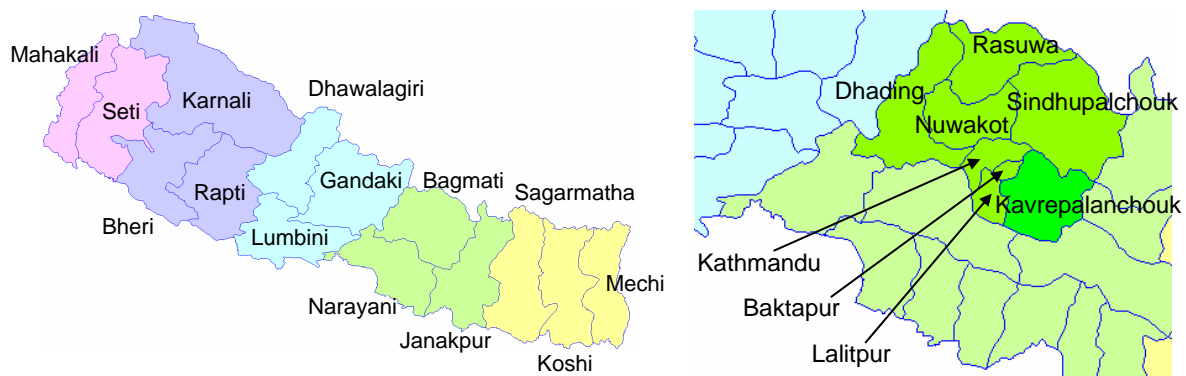 Mahakali
Seti
Karnali
Dhawalagiri
Rapti
Gandaki
Bagmati
Sagarmatha
Bheri
Lumbini
Narayani
Janakpur
Koshi
Mechi
Rasuwa
Dhading
Sindhupalchouk
Nuwakot
Kavrepalanchouk
Kathmandu
Baktapur
Lalitpur